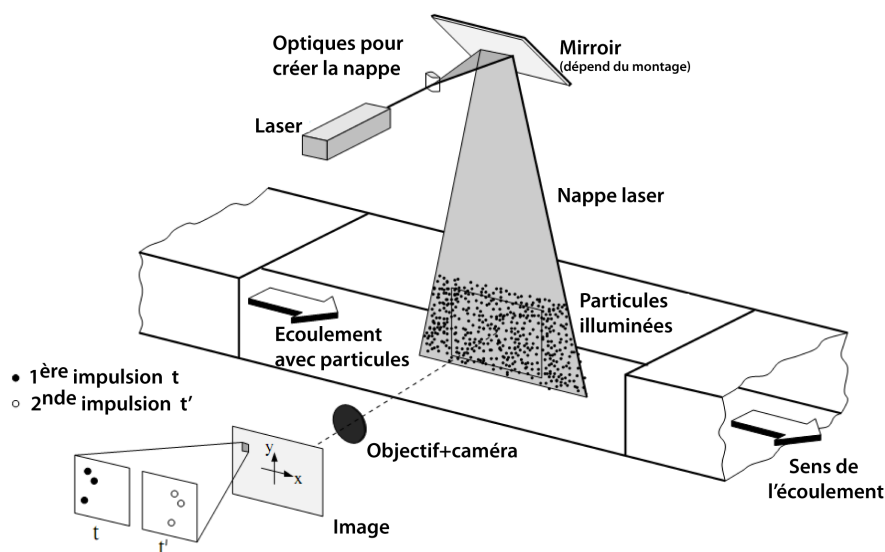 Optiques pour
créer la nappe
Mirroir
(dépend du montage)
Laser
Nappe laser
Particules
illuminées
Ecoulement
avec particules
1ère impulsion t
2nde impulsion t'
Objectif+caméra
y
x
Sens de
l'écoulement
Image
t
t'